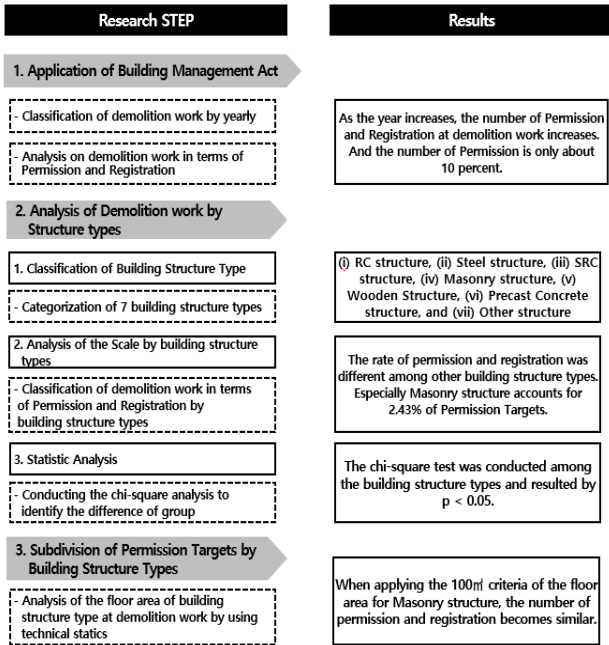 Research STEP
Results
1. Application of Building Management Act
- Classification of demolition work by yearly
- Analysis on demolition work in terms of
Permission and Registration
As the year increases, the number of Permission
and Registration at demolition work increases.
And the number of Permission is only about
10 percent.
2. Analysis of Demolition work by
Structure types
1. Classification of Building Structure Type
- Categorization of 7 building structure types
(i) RC structure, (ii) Steel structure, (iii) SRC
structure, (iv) Masonry structure, (v)
Wooden Structure, (vi) Precast Concrete
structure, and (vii) Other structure
2. Analysis of the Scale by building structure
types
- Classification of demolition work in terms
of Permission and Registration by
building structure types
The rate of permission and registration was
different among other building structure types.
Especially Masonry structure accounts for
2.43% of Permission Targets.
3. Statistic Analysis
- Conducting the chi-square analysis to
identify the difference of group
The chi-square test was conducted among
the building structure types and resulted by
p < 0.05.
3. Subdivision of Permission Targets by
Building Structure Types
- Analysis of the floor area of building
structure type at demolition work by using
technical statics
When applying the 100㎡ criteria of the floor
area for Masonry structure, the number of
permission and registration becomes similar.